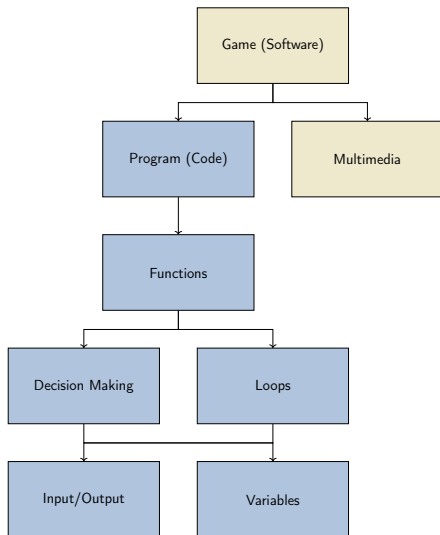 Game (Software)
Program (Code)
Multimedia
Functions
Decision Making
Loops
Input/Output
Variables